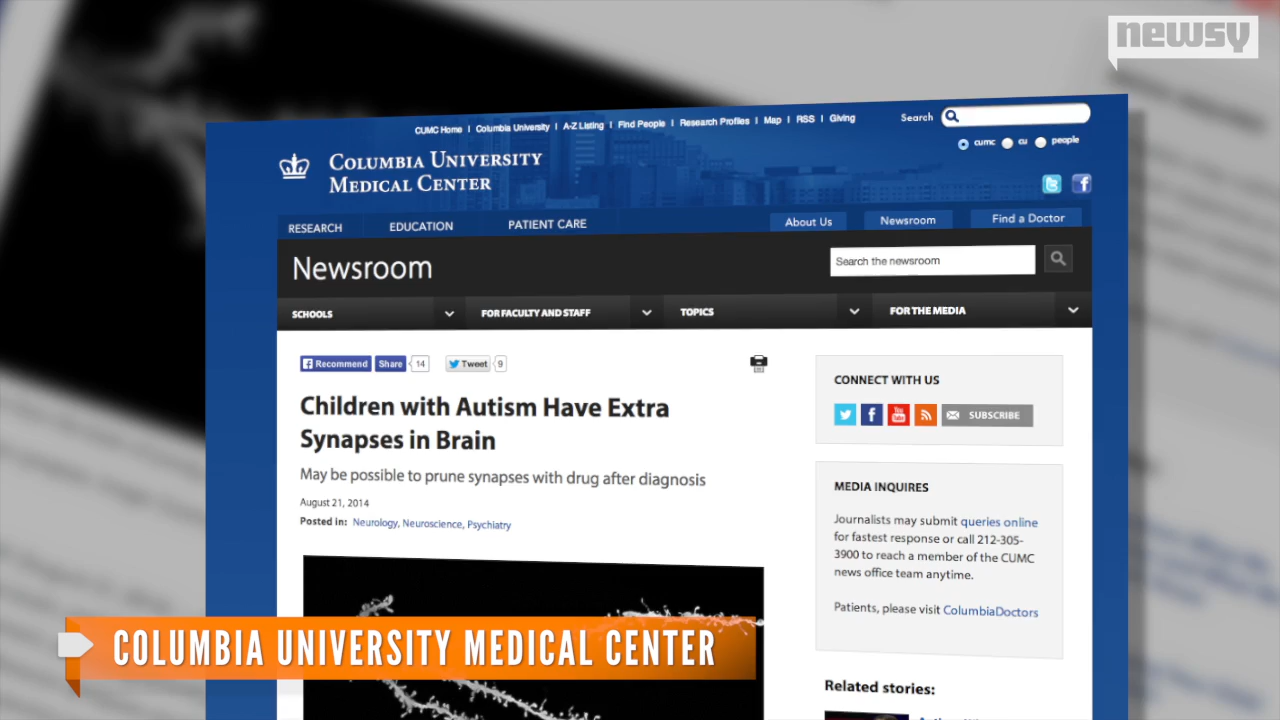 newsy
CUMC Home | Columbia University | A-Z Listing | Find People | Research Profiles | Map | RSS | Giving
Search
cumc cu people
COLUMBIA UNIVERSITY
MEDICAL CENTER
RESEARCH EDUCATION PATIENT CARE About Us Newsroom Find a Doctor
Newsroom
Search the newsroom
SCHOOLS FOR FACULTY AND STAFF TOPICS FOR THE MEDIA
Recommend Share 14 Tweet 9
Children with Autism Have Extra
Synapses in Brain
May be possible to prune synapses with drug after diagnosis
August 21, 2014
Posted in: Neurology, Neuroscience, Psychiatry
CONNECT WITH US
You Tube SUBSCRIBE
MEDIA INQUIRES
Journalists may submit queries online
for fastest response or call 212-305-
3900 to reach a member of the CUMC
news office team anytime.
Patients, please visit ColumbiaDoctors
Related stories:
COLUMBIA UNIVERSITY MEDICAL CENTER